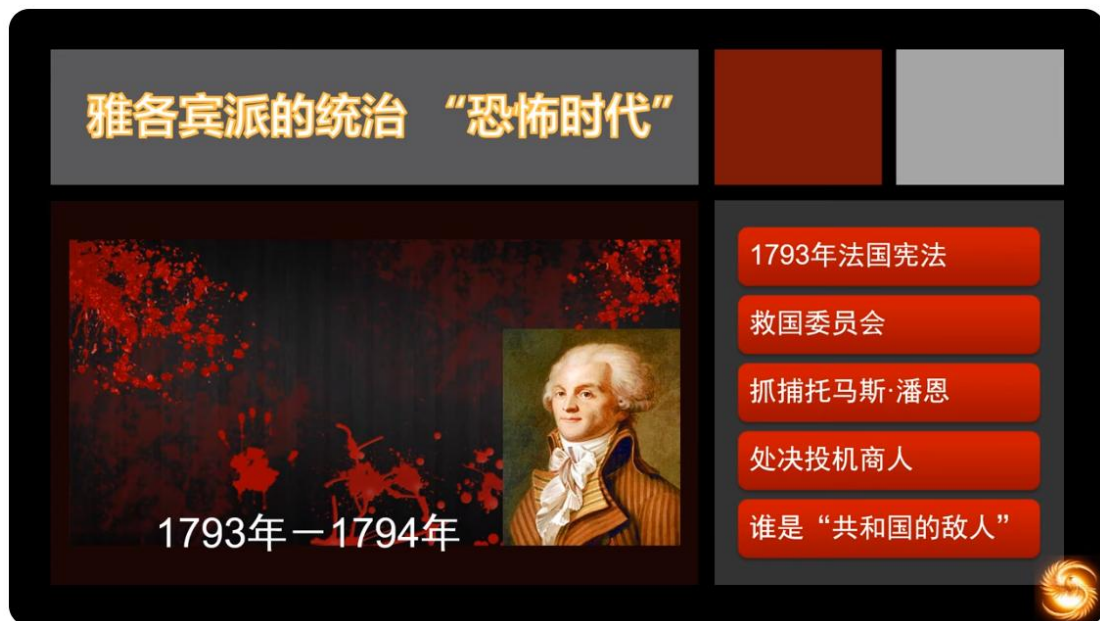 雅各宾派的统治 “恐怖时代”
1793年－1794年
1793年法国宪法
救国委员会
抓捕托马斯·潘恩
处决投机商人
谁是“共和国的敌人”